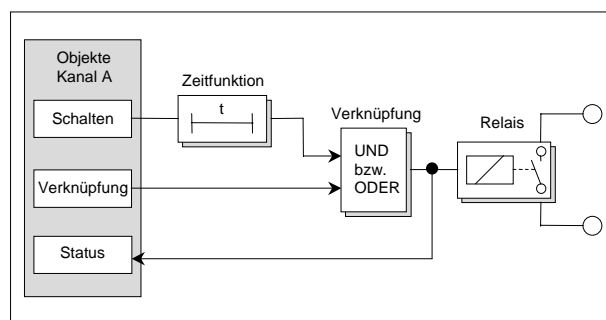 Objekte
Kanal A
Schalten
Verknüpfung
Status
Zeitfunktion
t
Verknüpfung
UND
bzw.
ODER
Relais